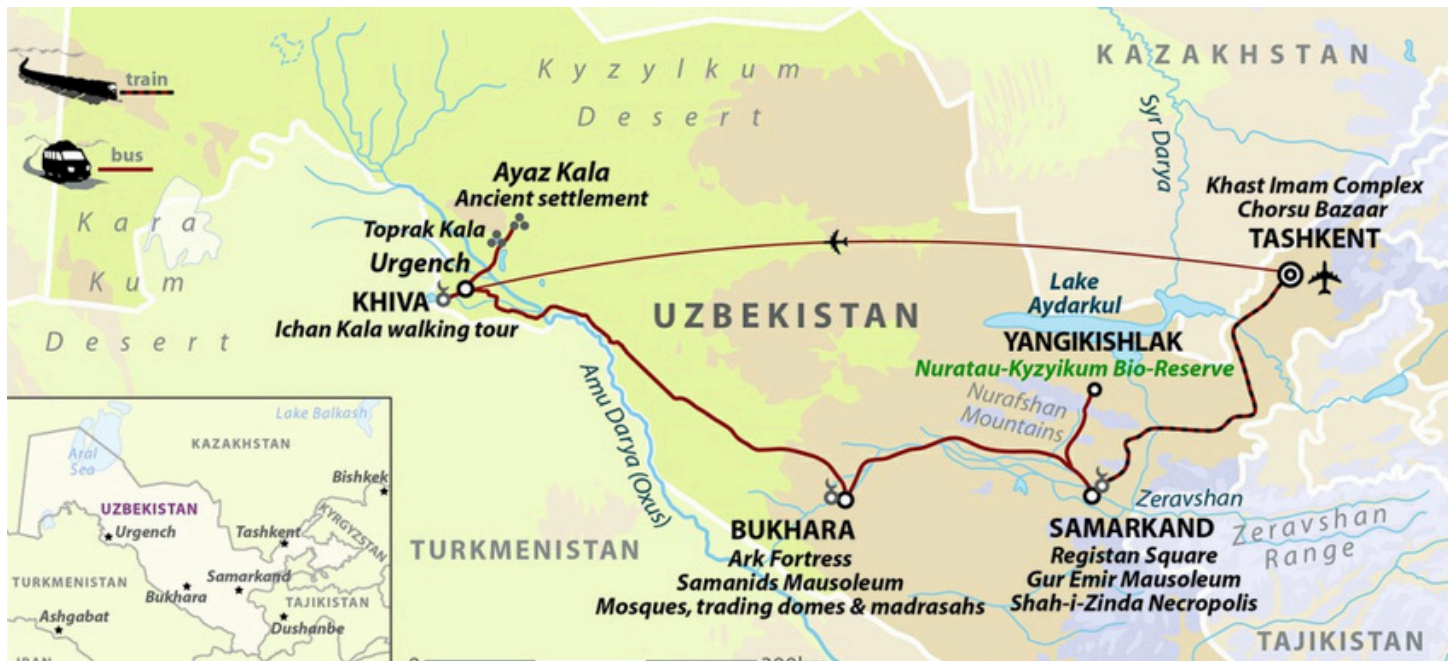 train
bus
KAZAKHSTAN
Kyzylkum
Desert
Syr Darya
Ayaz Kala
Ancient settlement
Toprak Kala
Urgench
KHIVA
Ichan Kala walking tour
Kara
Kum
Desert
Khast Imam Complex
Chorsu Bazaar
TASHKENT
Lake
Aydarkul
UZBEKISTAN
YANGIKISHLAK
Nuratau-Kyzyikum Bio-Reserve
Nurafshan
Mountains
Amu Darya (Oxus)
BUKHARA
Ark Fortress
Samanids Mausoleum
Mosques, trading domes & madrasahs
Zeravshan
SAMARKAND
Registan Square
Gur Emir Mausoleum
Shah-i-Zinda Necropolis
Zeravshan
Range
TURKMENISTAN
TAJIKISTAN
Lake Balkash
KAZAKHSTAN
Aral
Sea
Bishkek
UZBEKISTAN
Urgench
Tashkent
KYRGYZSTAN
TURKMENISTAN
Samarkand
Bukhara
TAJIKISTAN
Ashgabat
Dushanbe